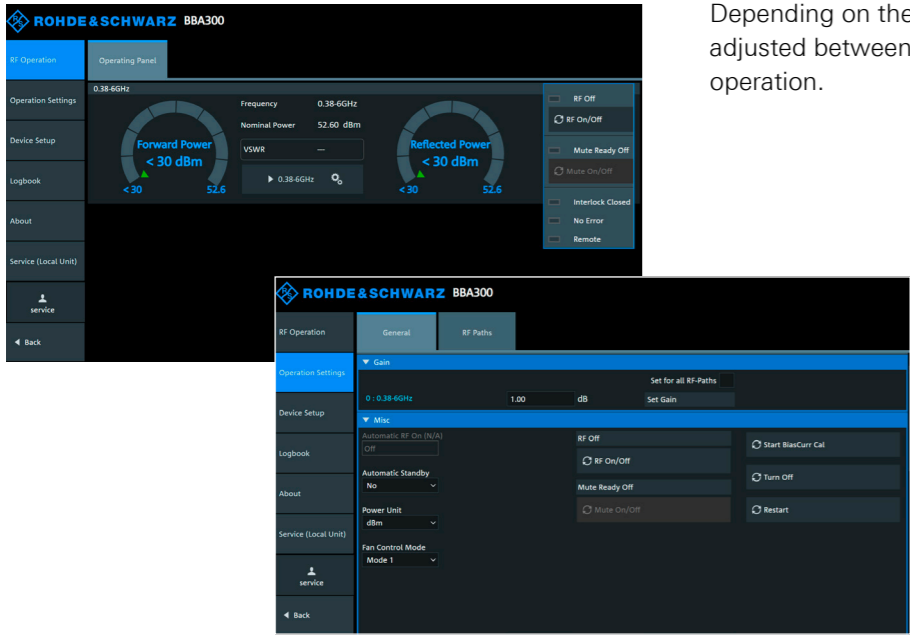 ROHDE & SCHWARZ BBA300
RF Operation
Operating Panel
0.38-6GHz
Operation Settings
Device Setup
Logbook
About
Service (Local Unit)
service
Back
Forward Power
< 30 dBm
< 30
52.6
Frequency 0.38-6GHz
Nominal Power 52.60 dBm
VSWR —
0.38-6GHz
Reflected Power
< 30 dBm
< 30
52.6
RF Off
RF On/Off
Mute Ready Off
Mute On/Off
Interlock Closed
No Error
Remote
Depending on the
adjusted between
operation.
ROHDE & SCHWARZ BBA300
RF Operation
General
RF Paths
Operation Settings
Device Setup
Logbook
About
Service (Local Unit)
service
Back
Gain
Set for all RF-Paths
0 : 0.38-6GHz 1.00 dB Set Gain
Misc
Automatic RF On (N/A)
Off
Automatic Standby
No
Power Unit
dBm
Fan Control Mode
Mode 1
RF Off
RF On/Off
Mute Ready Off
Mute On/Off
Start BiasCurr Cal
Turn Off
Restart